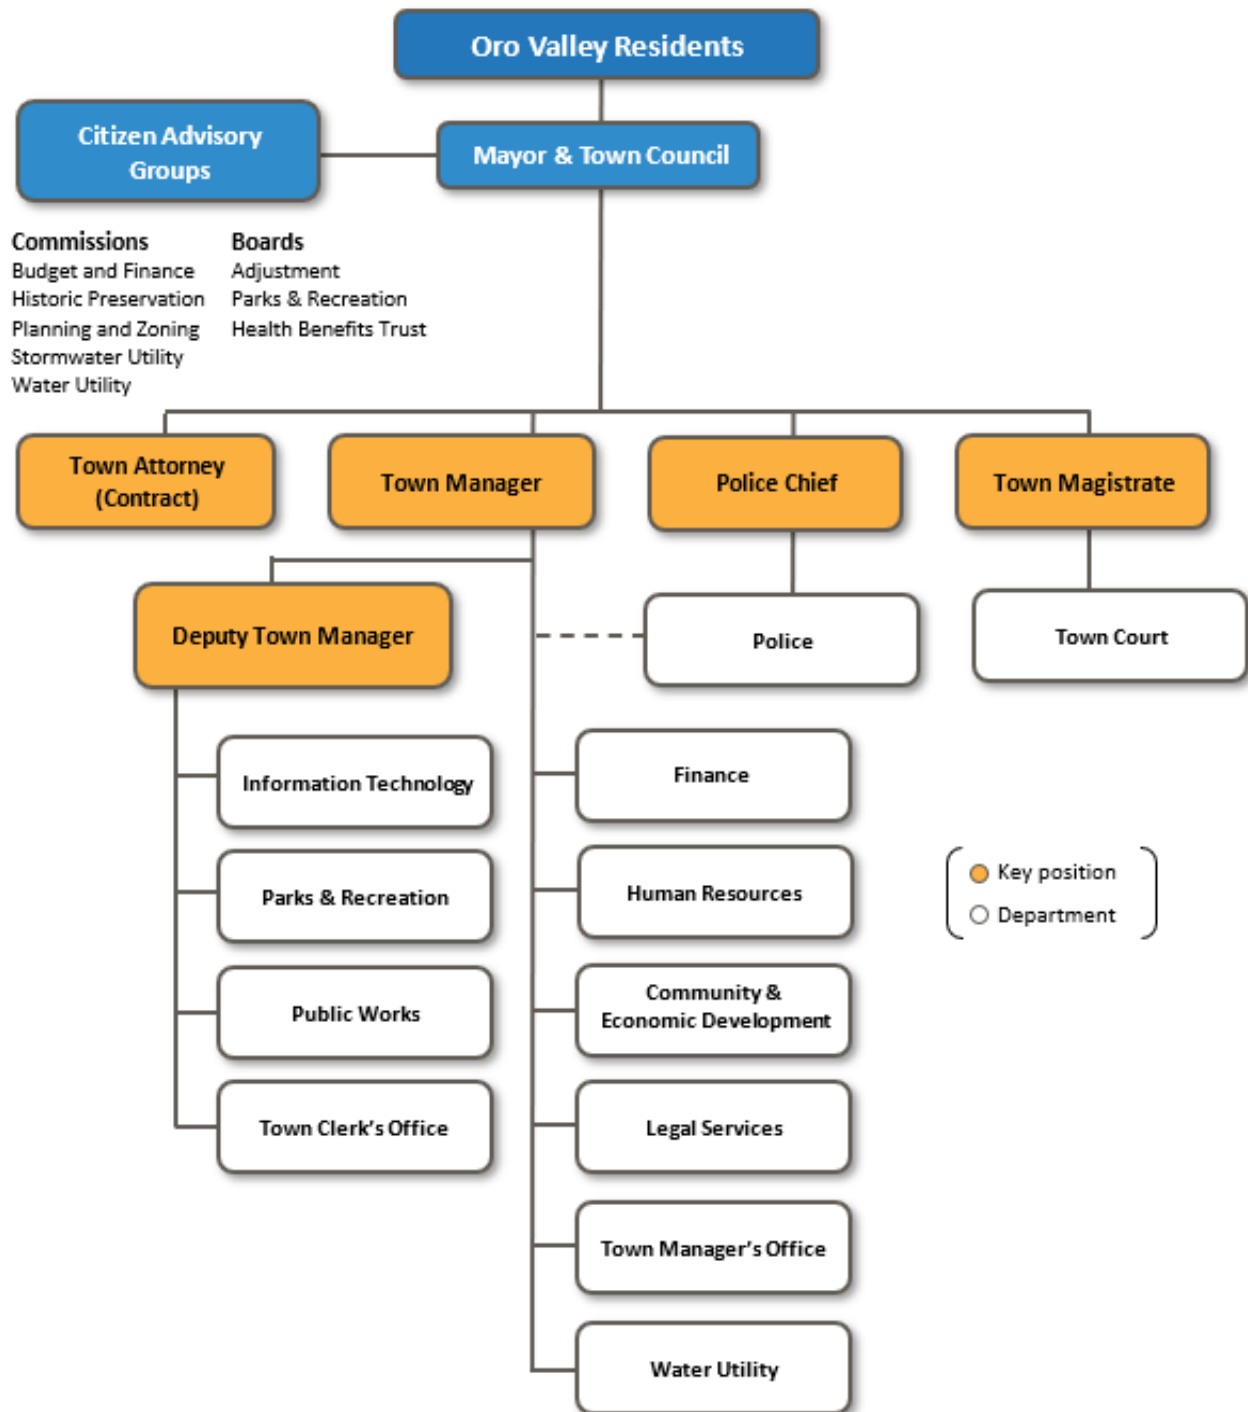 Oro Valley Residents
Citizen Advisory
Groups
Mayor & Town Council
Commissions
Budget and Finance
Historic Preservation
Planning and Zoning
Stormwater Utility
Water Utility
Boards
Adjustment
Parks & Recreation
Health Benefits Trust
Town Attorney
(Contract)
Town Manager
Police Chief
Town Magistrate
Deputy Town Manager
Police
Town Court
Information Technology
Parks & Recreation
Public Works
Town Clerk's Office
Finance
Human Resources
Community &
Economic Development
Legal Services
Town Manager's Office
Water Utility
Key position
Department